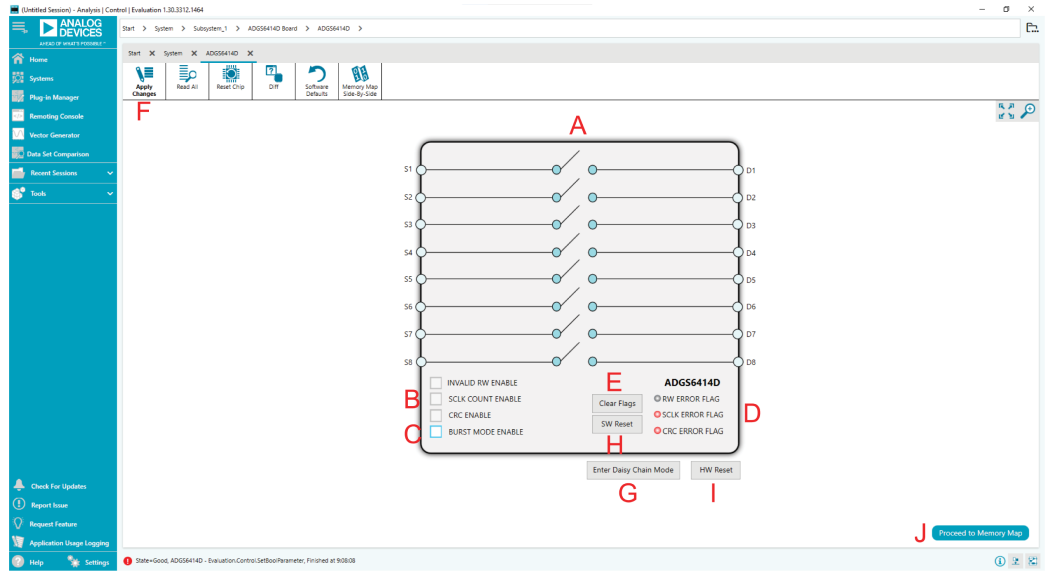 (Untitled Session) - Analysis | Control | Evaluation 1.30.3312.1464
ANALOG
DEVICES
AHEAD OF WHAT'S POSSIBLE™
Start > System > Subsystem_1 > ADGS6414D Board > ADGS6414D >
Start X System X ADGS6414D X
Home
Systems
Plug-in Manager
Remoting Console
Vector Generator
Data Set Comparison
Recent Sessions
Tools
Apply
Changes
Read All
Reset Chip
Diff
Software
Defaults
Memory Map
Side-By-Side
F
A
S1 D1
S2 D2
S3 D3
S4 D4
S5 D5
S6 D6
S7 D7
S8 D8
INVALID RW ENABLE
B SCLK COUNT ENABLE
CRC ENABLE
C BURST MODE ENABLE
E
Clear Flags
SW Reset
H
ADGS6414D
RW ERROR FLAG
SCLK ERROR FLAG
CRC ERROR FLAG
D
Enter Daisy Chain Mode HW Reset
G I
J Proceed to Memory Map
Check For Updates
Report Issue
Request Feature
Application Usage Logging
Help Settings
State=Good, ADGS6414D - Evaluation.Control.SetBoolParameter, Finished at 9:08:08